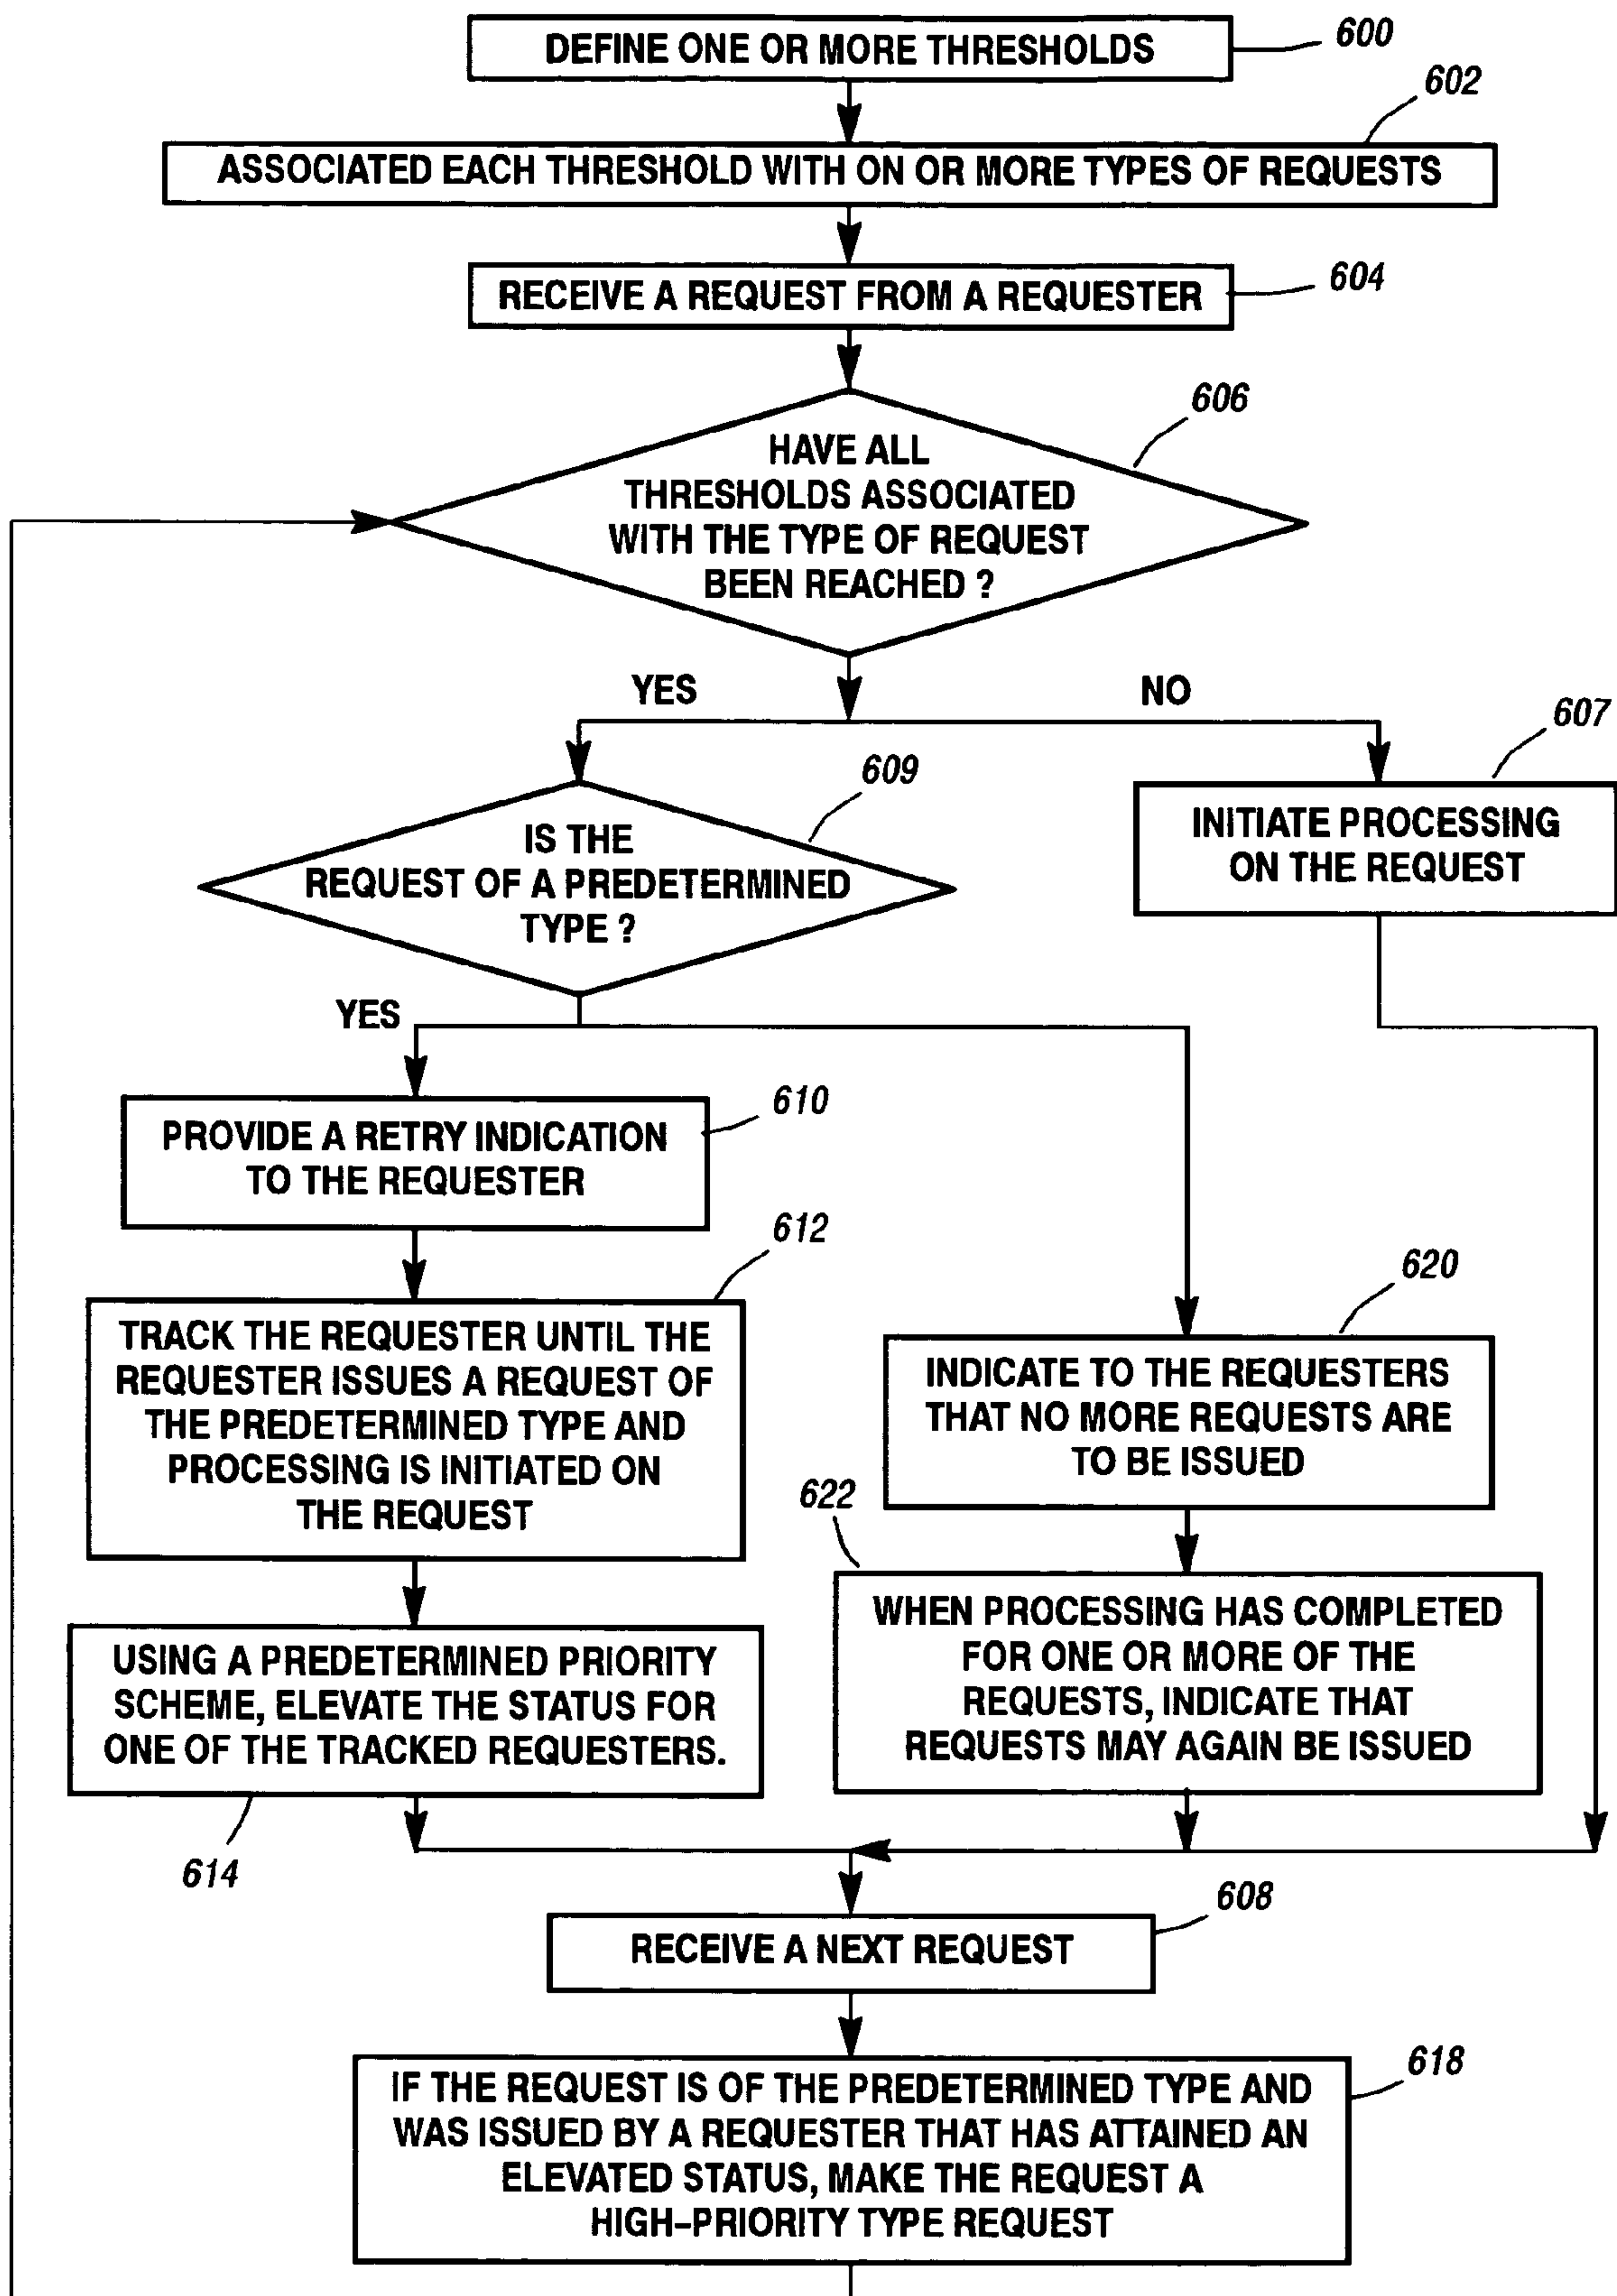 DEFINE ONE OR MORE THRESHOLDS
600
602
ASSOCIATED EACH THRESHOLD WITH ON OR MORE TYPES OF REQUESTS
RECEIVE A REQUEST FROM A REQUESTER
604
606
HAVE ALL
THRESHOLDS ASSOCIATED
WITH THE TYPE OF REQUEST
BEEN REACHED ?
YES
NO
607
609
IS THE
REQUEST OF A PREDETERMINED
TYPE ?
INITIATE PROCESSING
ON THE REQUEST
YES
610
PROVIDE A RETRY INDICATION
TO THE REQUESTER
612
TRACK THE REQUESTER UNTIL THE
REQUESTER ISSUES A REQUEST OF
THE PREDETERMINED TYPE AND
PROCESSING IS INITIATED ON
THE REQUEST
620
INDICATE TO THE REQUESTERS
THAT NO MORE REQUESTS ARE
TO BE ISSUED
622
WHEN PROCESSING HAS COMPLETED
FOR ONE OR MORE OF THE
REQUESTS, INDICATE THAT
REQUESTS MAY AGAIN BE ISSUED
USING A PREDETERMINED PRIORITY
SCHEME, ELEVATE THE STATUS FOR
ONE OF THE TRACKED REQUESTERS.
614
608
RECEIVE A NEXT REQUEST
618
IF THE REQUEST IS OF THE PREDETERMINED TYPE AND
WAS ISSUED BY A REQUESTER THAT HAS ATTAINED AN
ELEVATED STATUS, MAKE THE REQUEST A
HIGH-PRIORITY TYPE REQUEST